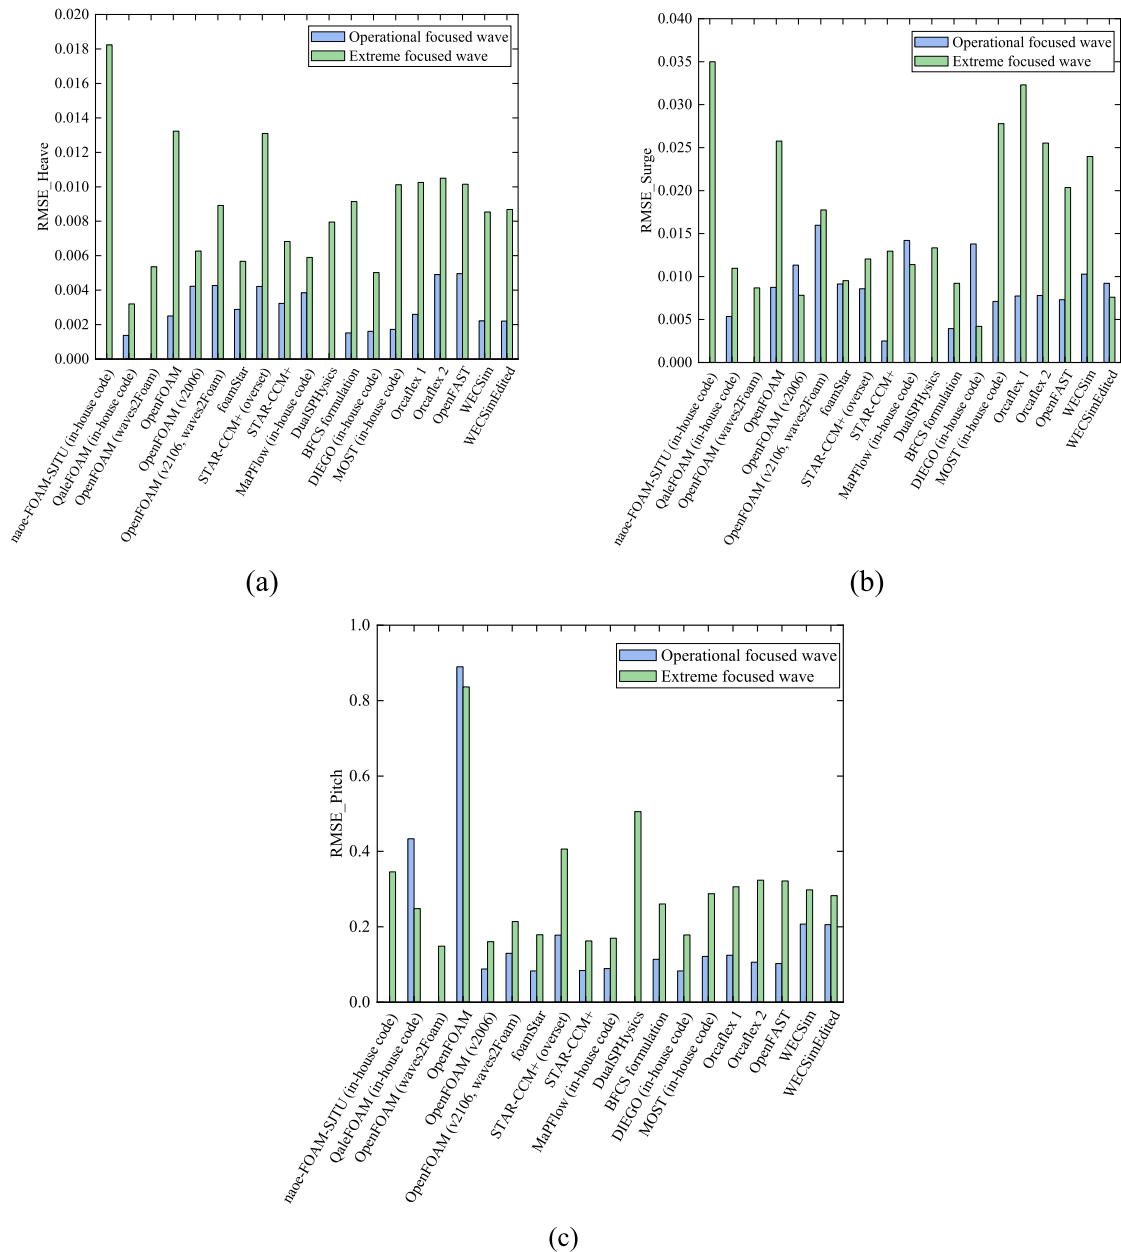 0.020
0.018
0.016
0.014
0.012
0.010
0.008
0.006
0.004
0.002
0.000
RMSE_Heave
Operational focused wave
Extreme focused wave
naoe-FOAM-SJTU (in-house code)
QaleFOAM (in-house code)
OpenFOAM (waves2Foam)
OpenFOAM
OpenFOAM (v2006)
OpenFOAM (v2106, waves2Foam)
foamStar
STAR-CCM+ (overset)
STAR-CCM+
MaPFlow (in-house code)
DualSPHysics
BFCS formulation
DIEGO (in-house code)
MOST (in-house code)
Orcaflex 1
Orcaflex 2
OpenFAST
WECSim
WECSimEdited
(a)
0.040
0.035
0.030
0.025
0.020
0.015
0.010
0.005
0.000
RMSE_Surge
Operational focused wave
Extreme focused wave
naoe-FOAM-SJTU (in-house code)
QaleFOAM (in-house code)
OpenFOAM (waves2Foam)
OpenFOAM
OpenFOAM (v2006)
OpenFOAM (v2106, waves2Foam)
foamStar
STAR-CCM+ (overset)
STAR-CCM+
MaPFlow (in-house code)
DualSPHysics
BFCS formulation
DIEGO (in-house code)
MOST (in-house code)
Orcaflex 1
Orcaflex 2
OpenFAST
WECSim
WECSimEdited
(b)
1.0
0.8
0.6
0.4
0.2
0.0
RMSE_Pitch
Operational focused wave
Extreme focused wave
naoe-FOAM-SJTU (in-house code)
QaleFOAM (in-house code)
OpenFOAM (waves2Foam)
OpenFOAM
OpenFOAM (v2006)
OpenFOAM (v2106, waves2Foam)
foamStar
STAR-CCM+ (overset)
STAR-CCM+
MaPFlow (in-house code)
DualSPHysics
BFCS formulation
DIEGO (in-house code)
MOST (in-house code)
Orcaflex 1
Orcaflex 2
OpenFAST
WECSim
WECSimEdited
(c)